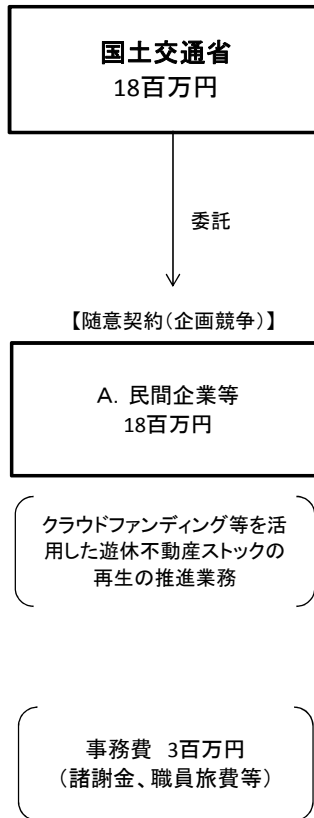 国土交通省
18百万円
委託
【随意契約(企画競争)】
A. 民間企業等
18百万円
クラウドファンディング等を活
用した遊休不動産ストックの
再生の推進業務
事務費 3百万円
(諸謝金、職員旅費等)